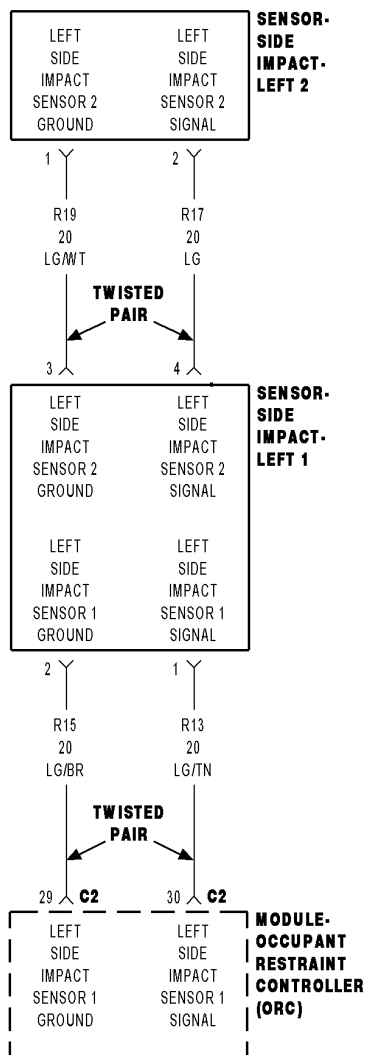 LEFT LEFT
SIDE SIDE
IMPACT IMPACT
SENSOR 2 SENSOR 2
GROUND SIGNAL
SENSOR-
SIDE
IMPACT-
LEFT 2
1 2
R19 R17
20 20
LG/WT LG
TWISTED
PAIR
3 4
LEFT LEFT
SIDE SIDE
IMPACT IMPACT
SENSOR 2 SENSOR 2
GROUND SIGNAL
SENSOR-
SIDE
IMPACT-
LEFT 1
LEFT LEFT
SIDE SIDE
IMPACT IMPACT
SENSOR 1 SENSOR 1
GROUND SIGNAL
2 1
R15 R13
20 20
LG/BR LG/TN
TWISTED
PAIR
29 C2 30 C2
LEFT LEFT
SIDE SIDE
IMPACT IMPACT
SENSOR 1 SENSOR 1
GROUND SIGNAL
MODULE-
OCCUPANT
RESTRAINT
CONTROLLER
(ORC)